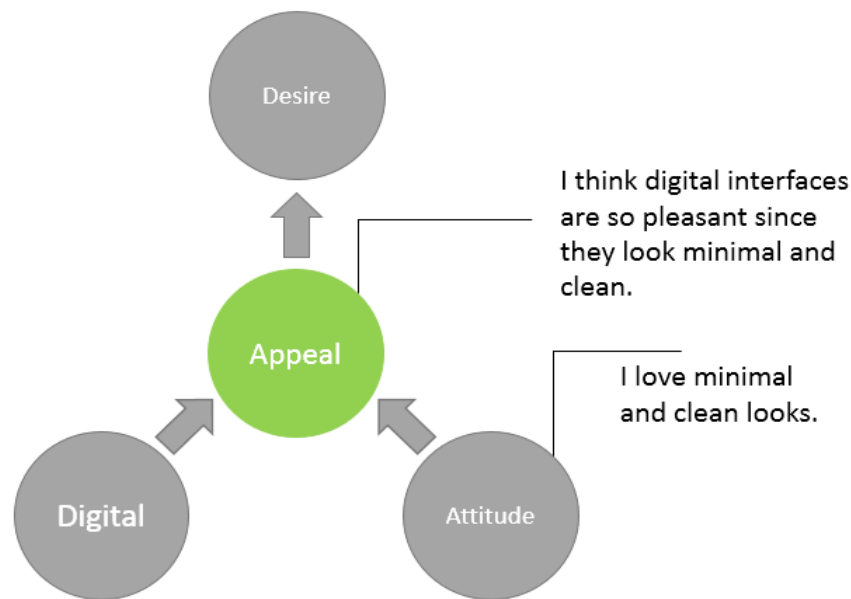 Desire
I think digital interfaces
are so pleasant since
they look minimal and
clean.
Appeal
I love minimal
and clean looks.
Digital
Attitude